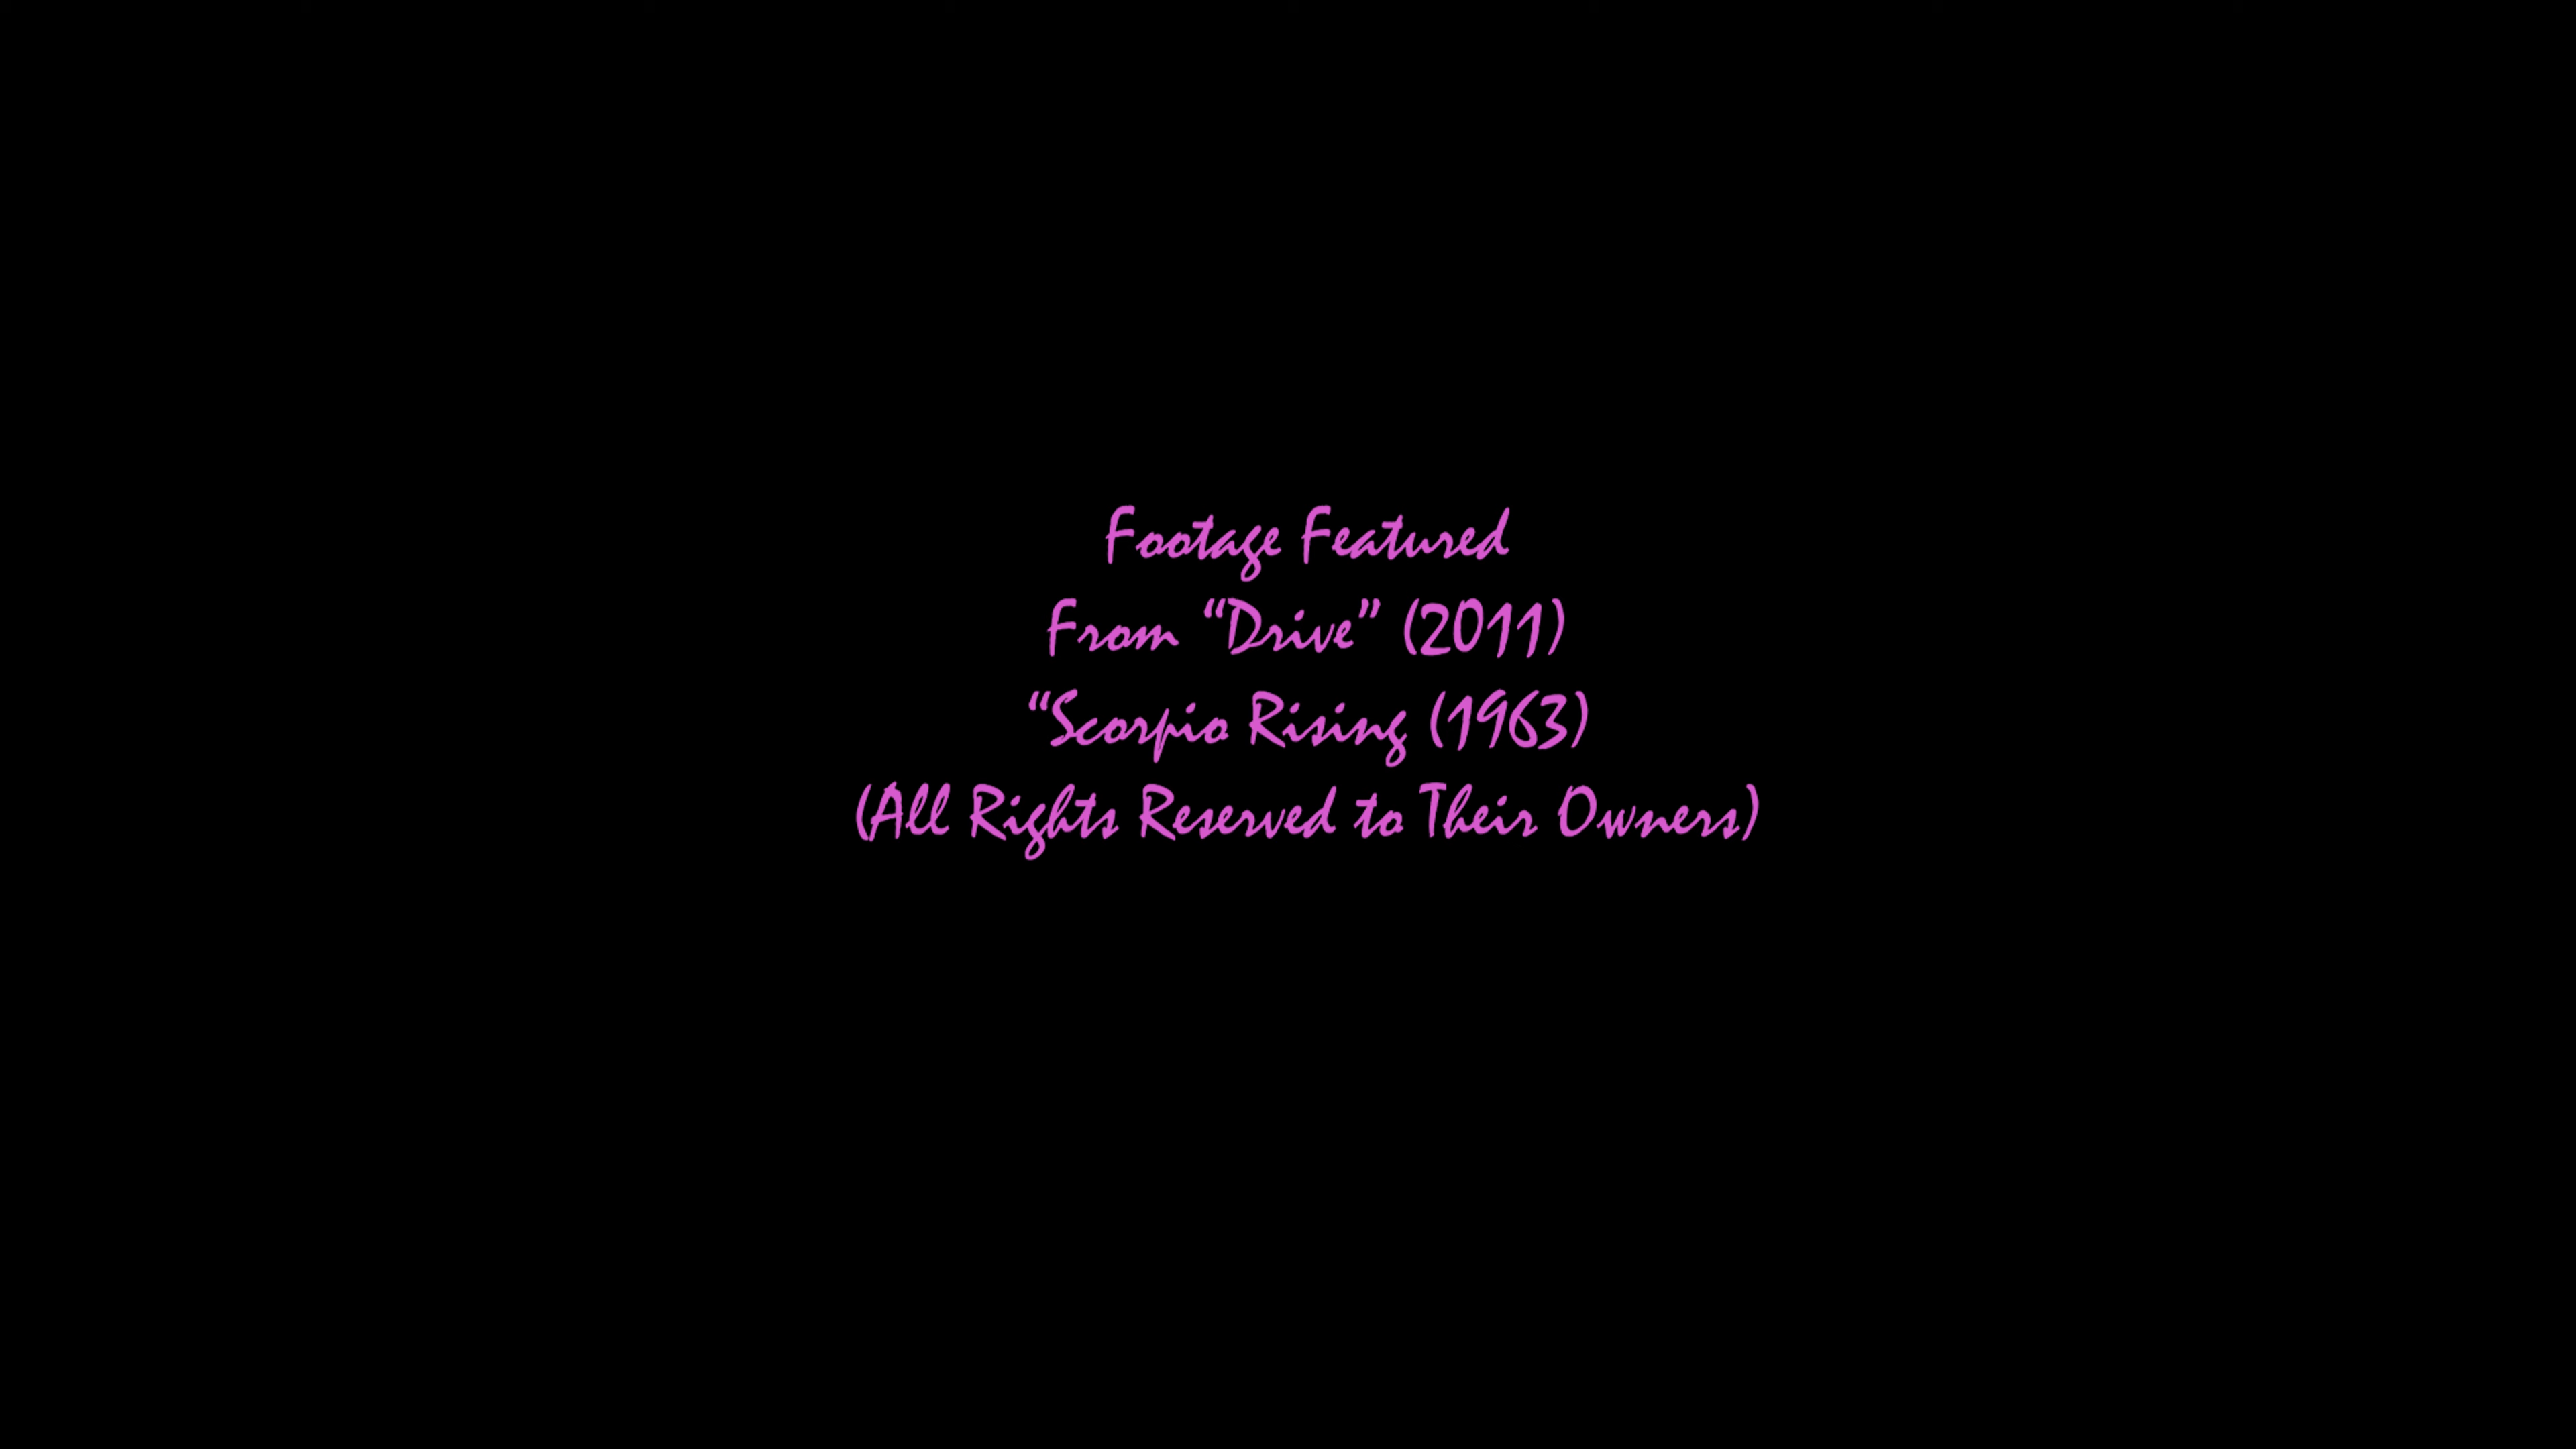 Footage Featured
From “Drive” (2011)
“Scorpio Rising (1963)
(All Rights Reserved to Their Owners)